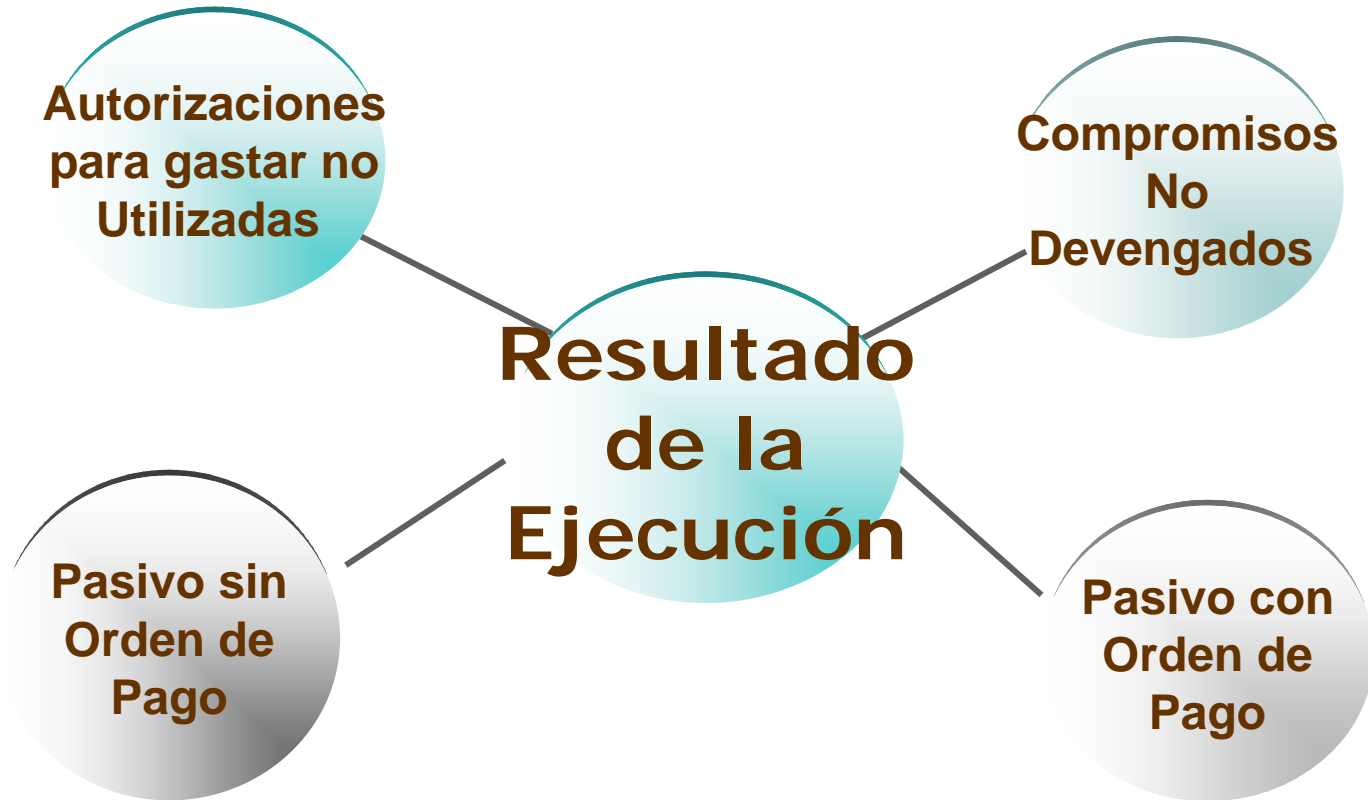 Autorizaciones
para gastar no
Utilizadas
Compromisos
No
Devengados
Resultado
de la
Ejecución
Pasivo sin
Orden de
Pago
Pasivo con
Orden de
Pago